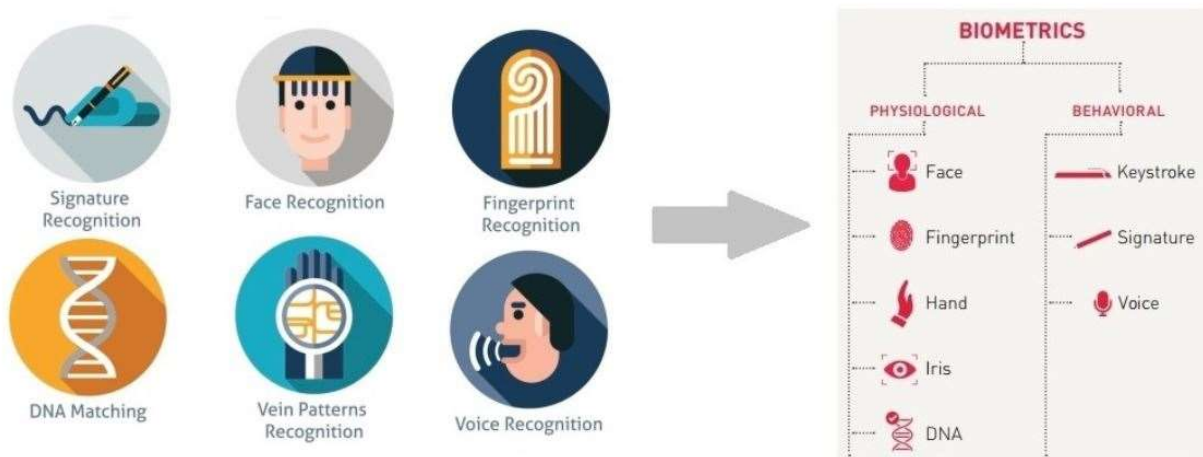 Signature
Recognition
Face Recognition
Fingerprint
Recognition
DNA Matching
Vein Patterns
Recognition
Voice Recognition
BIOMETRICS
PHYSIOLOGICAL
BEHAVIORAL
Face
Keystroke
Fingerprint
Signature
Hand
Voice
Iris
DNA